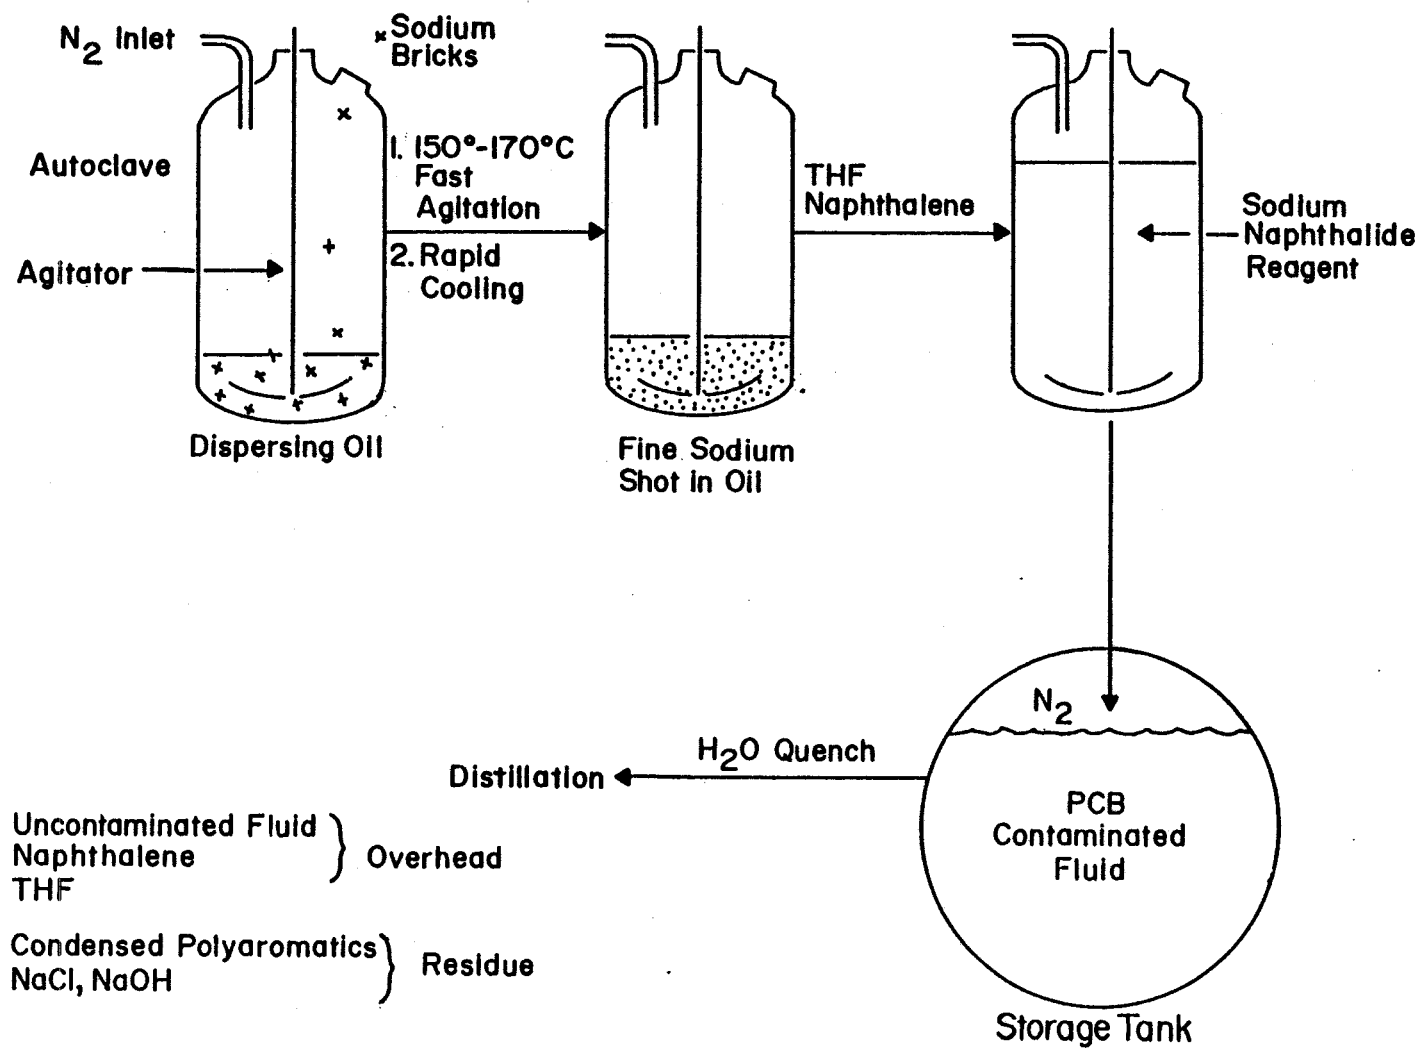 N2 Inlet
Sodium
Bricks
Autoclave
Agitator
1. 150°-170°C
Fast
Agitation
2. Rapid
Cooling
Dispersing Oil
Fine Sodium
Shot in Oil
THF
Naphthalene
Sodium
Naphthalide
Reagent
N2
PCB
Contaminated
Fluid
Storage Tank
H2O Quench
Distillation
Uncontaminated Fluid
Naphthalene
THF
Overhead
Condensed Polyaromatics
NaCl, NaOH
Residue